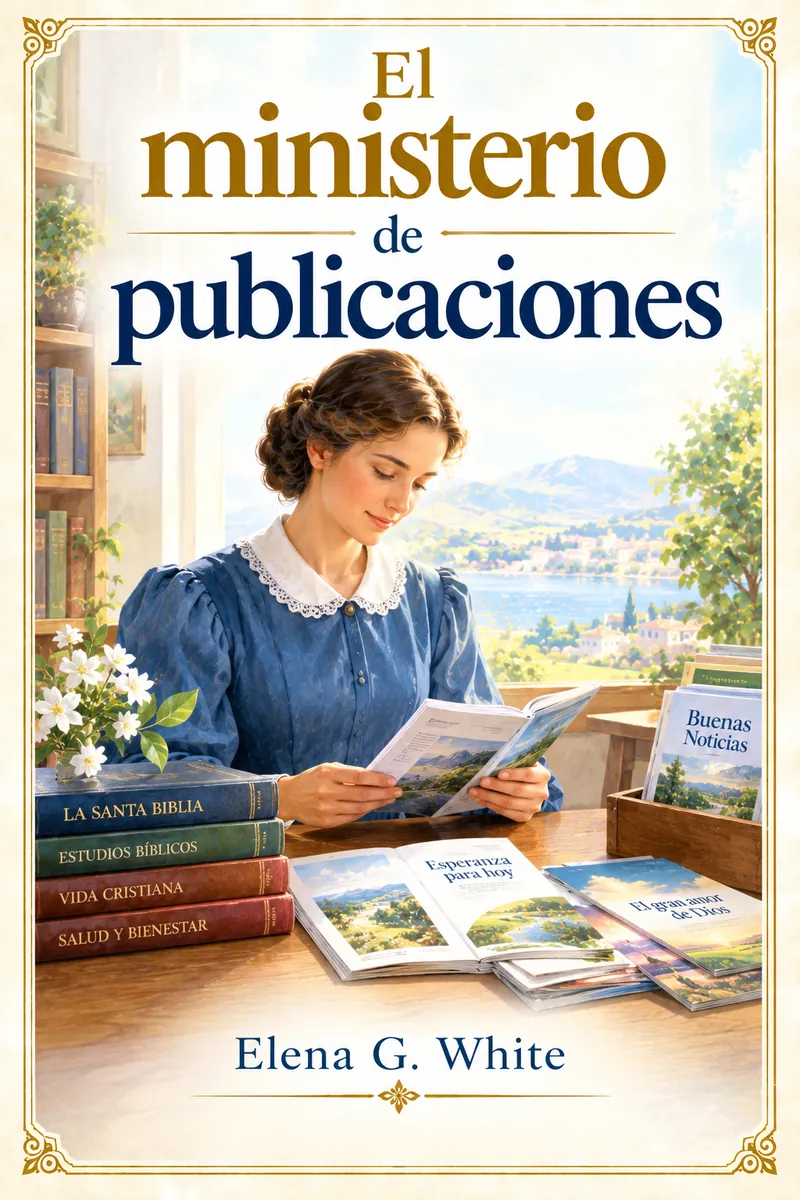 El
ministerio
de
publicaciones
Buenas
Noticias
LA SANTA BIBLIA
ESTUDIOS BÍBLICOS
VIDA CRISTIANA
SALUD Y BIENESTAR
Esperanza
para hoy
El gran amor
de Dios
Elena G. White